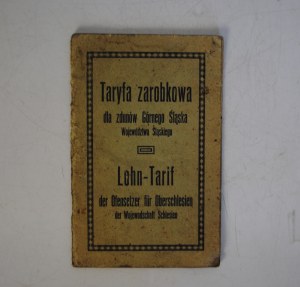 Taryfa zarobkowa
dla zdunów Górnego Śląska
Województwa Śląskiego
Lohn-Tarif
der Ofensetzer für Oberschlesien
der Wojewodschaft Schlesien